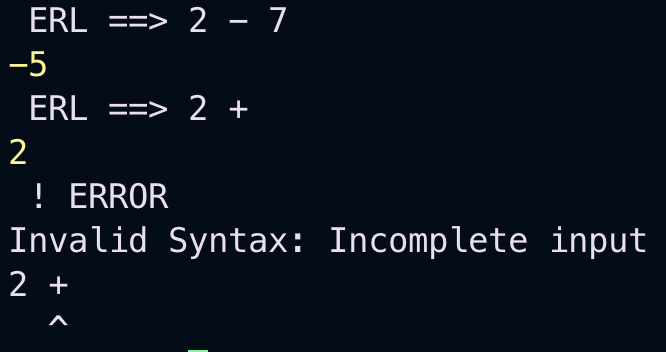 ERL ==> 2 − 7
−5
ERL ==> 2 +
2
! ERROR
Invalid Syntax: Incomplete input
2 +
  ^